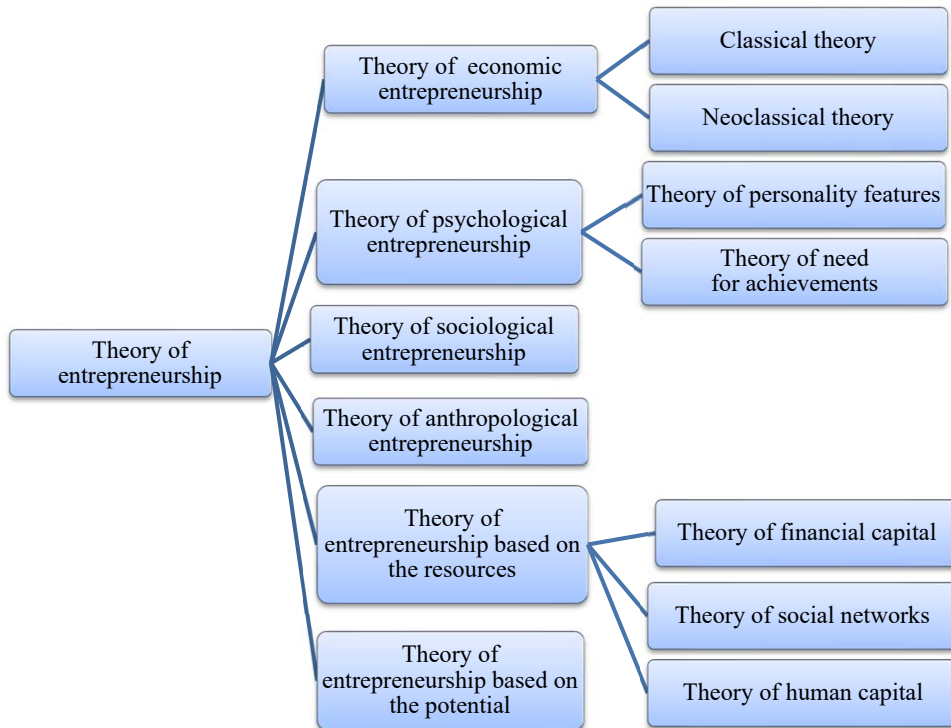 Theory of entrepreneurship
Theory of economic
entrepreneurship
Classical theory
Neoclassical theory
Theory of psychological
entrepreneurship
Theory of personality features
Theory of need
for achievements
Theory of sociological
entrepreneurship
Theory of anthropological
entrepreneurship
Theory of
entrepreneurship based on
the resources
Theory of financial capital
Theory of social networks
Theory of human capital
Theory of
entrepreneurship based on
the potential